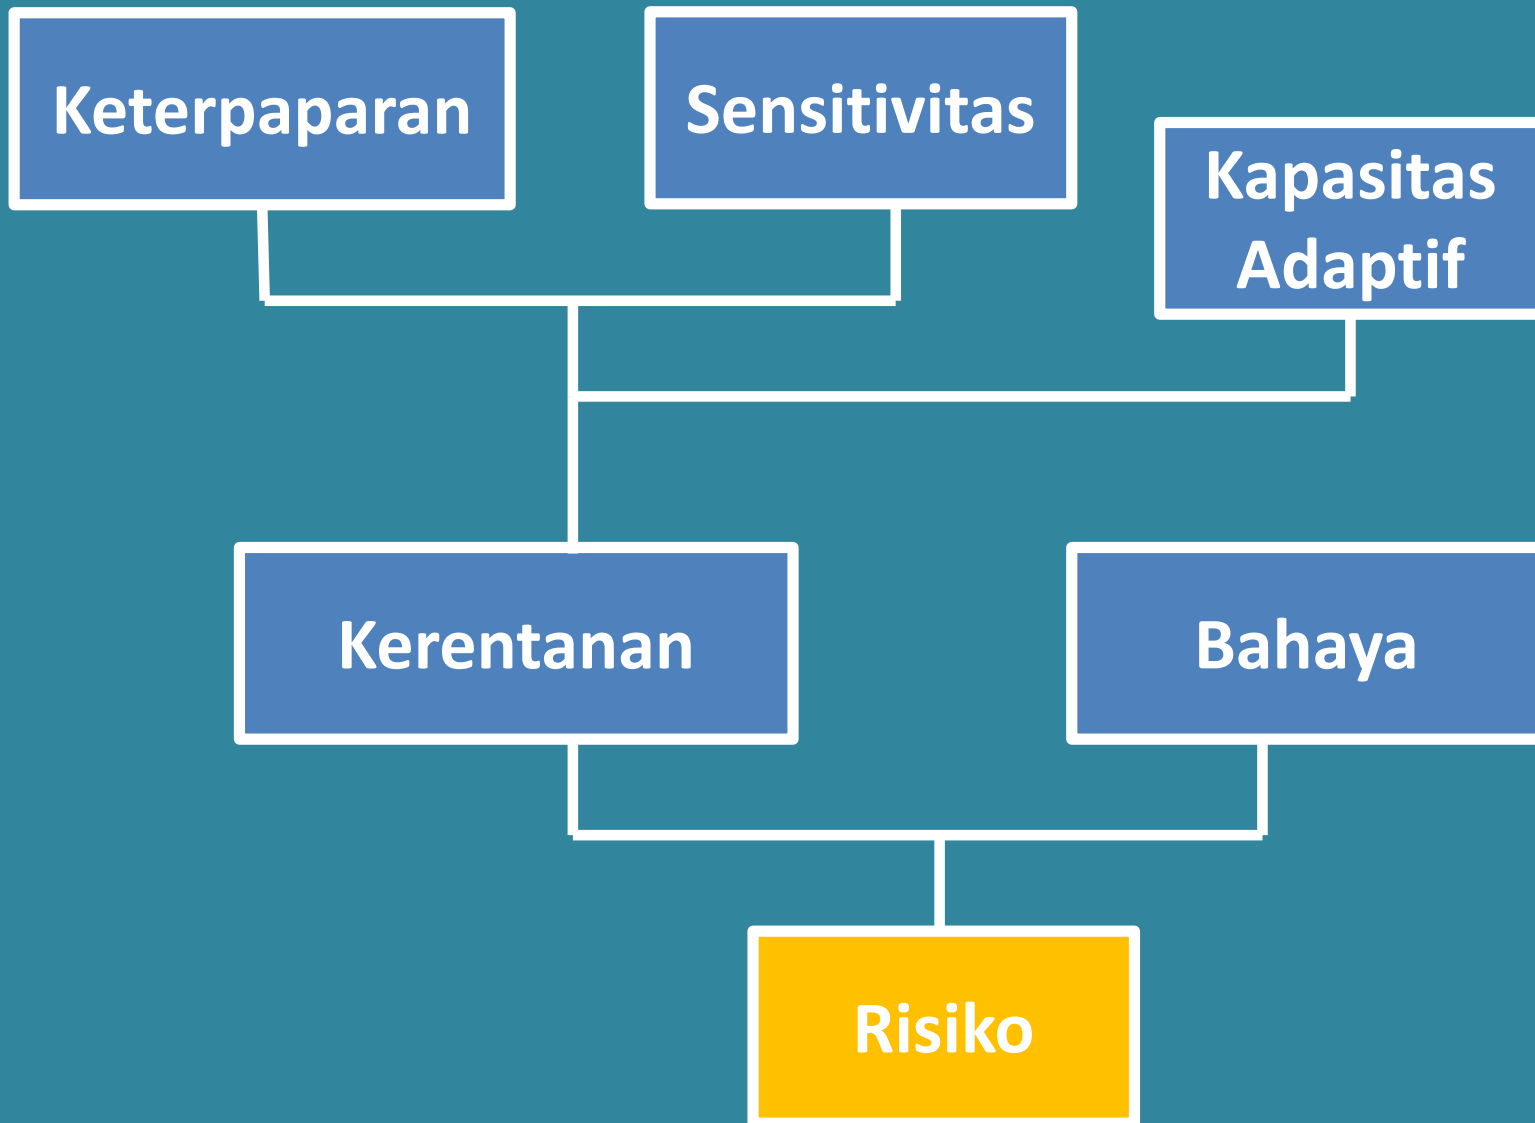 Keterpaparan
Sensitivitas
Kapasitas
Adaptif
Kerentanan
Bahaya
Risiko